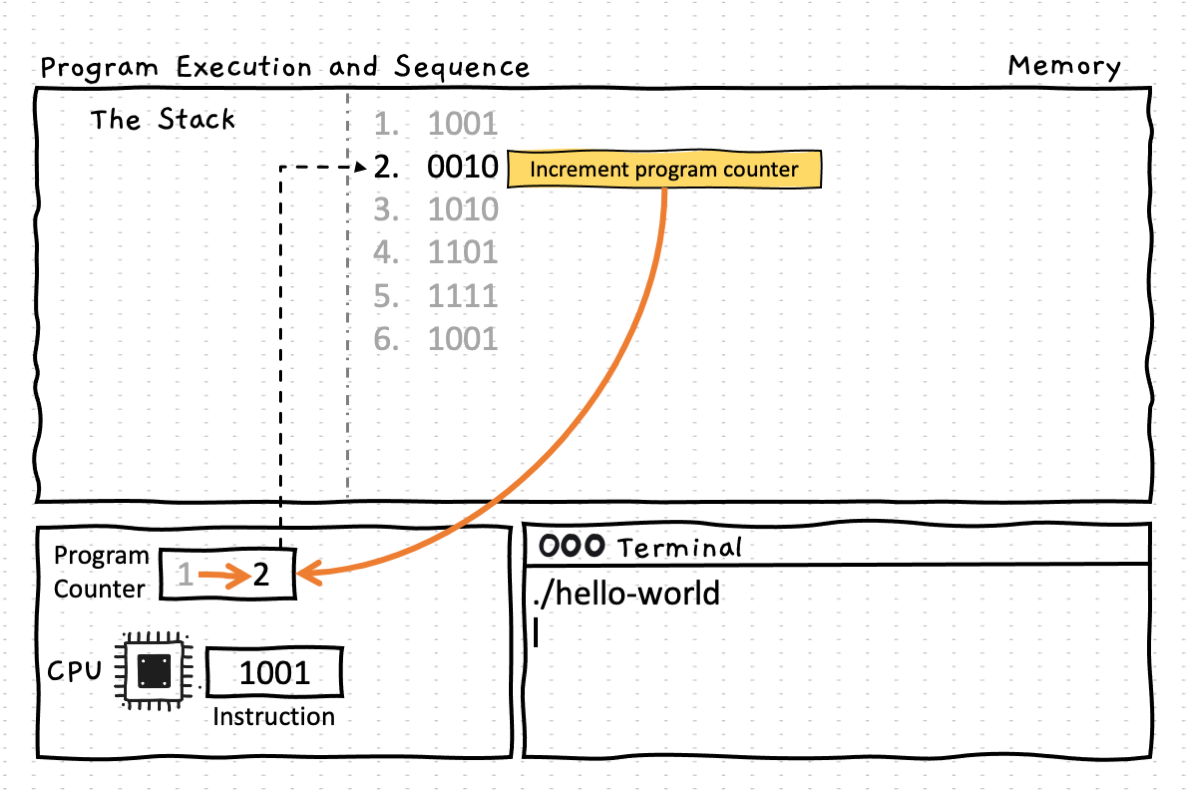 Program Execution and Sequence
Memory
The Stack
1. 1001
2. 0010
Increment program counter
3. 1010
4. 1101
5. 1111
6. 1001
Program
Counter
1
2
CPU
1001
Instruction
Terminal
./hello-world